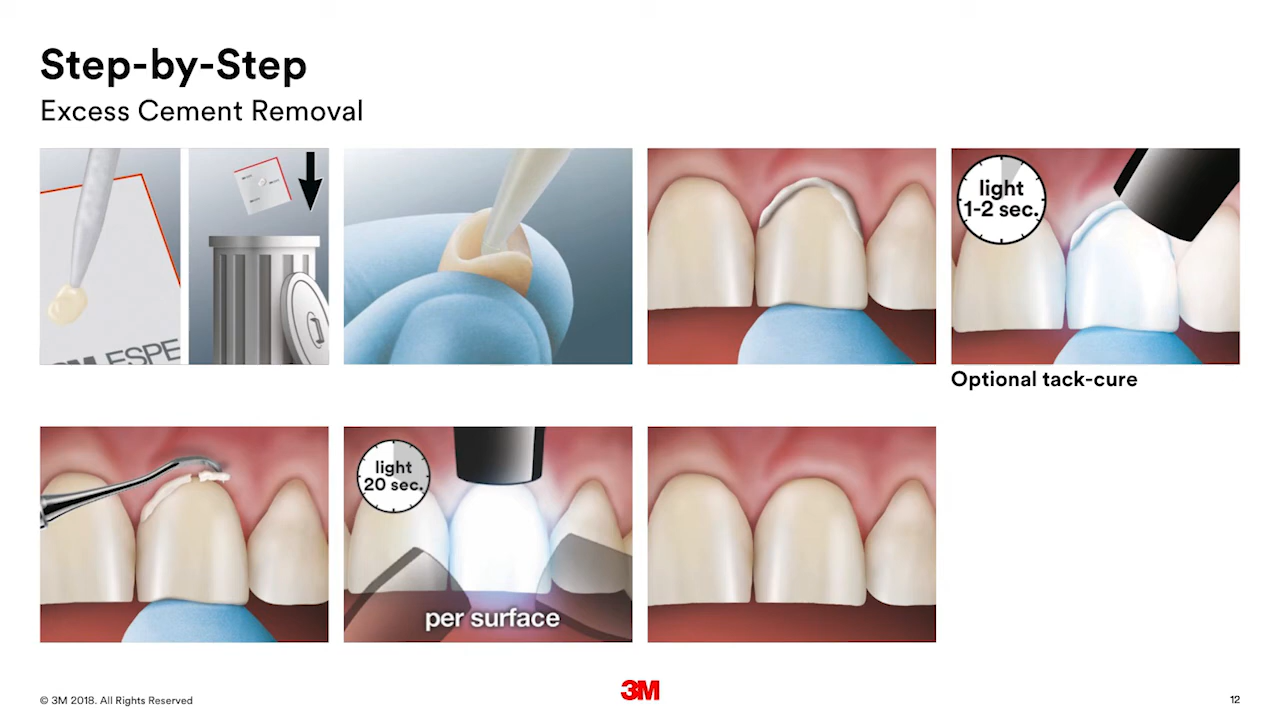 Step-by-Step
Excess Cement Removal
3M ESPE
light
1-2 sec.
Optional tack-cure
light
20 sec.
per surface
© 3M 2018. All Rights Reserved
3M
12